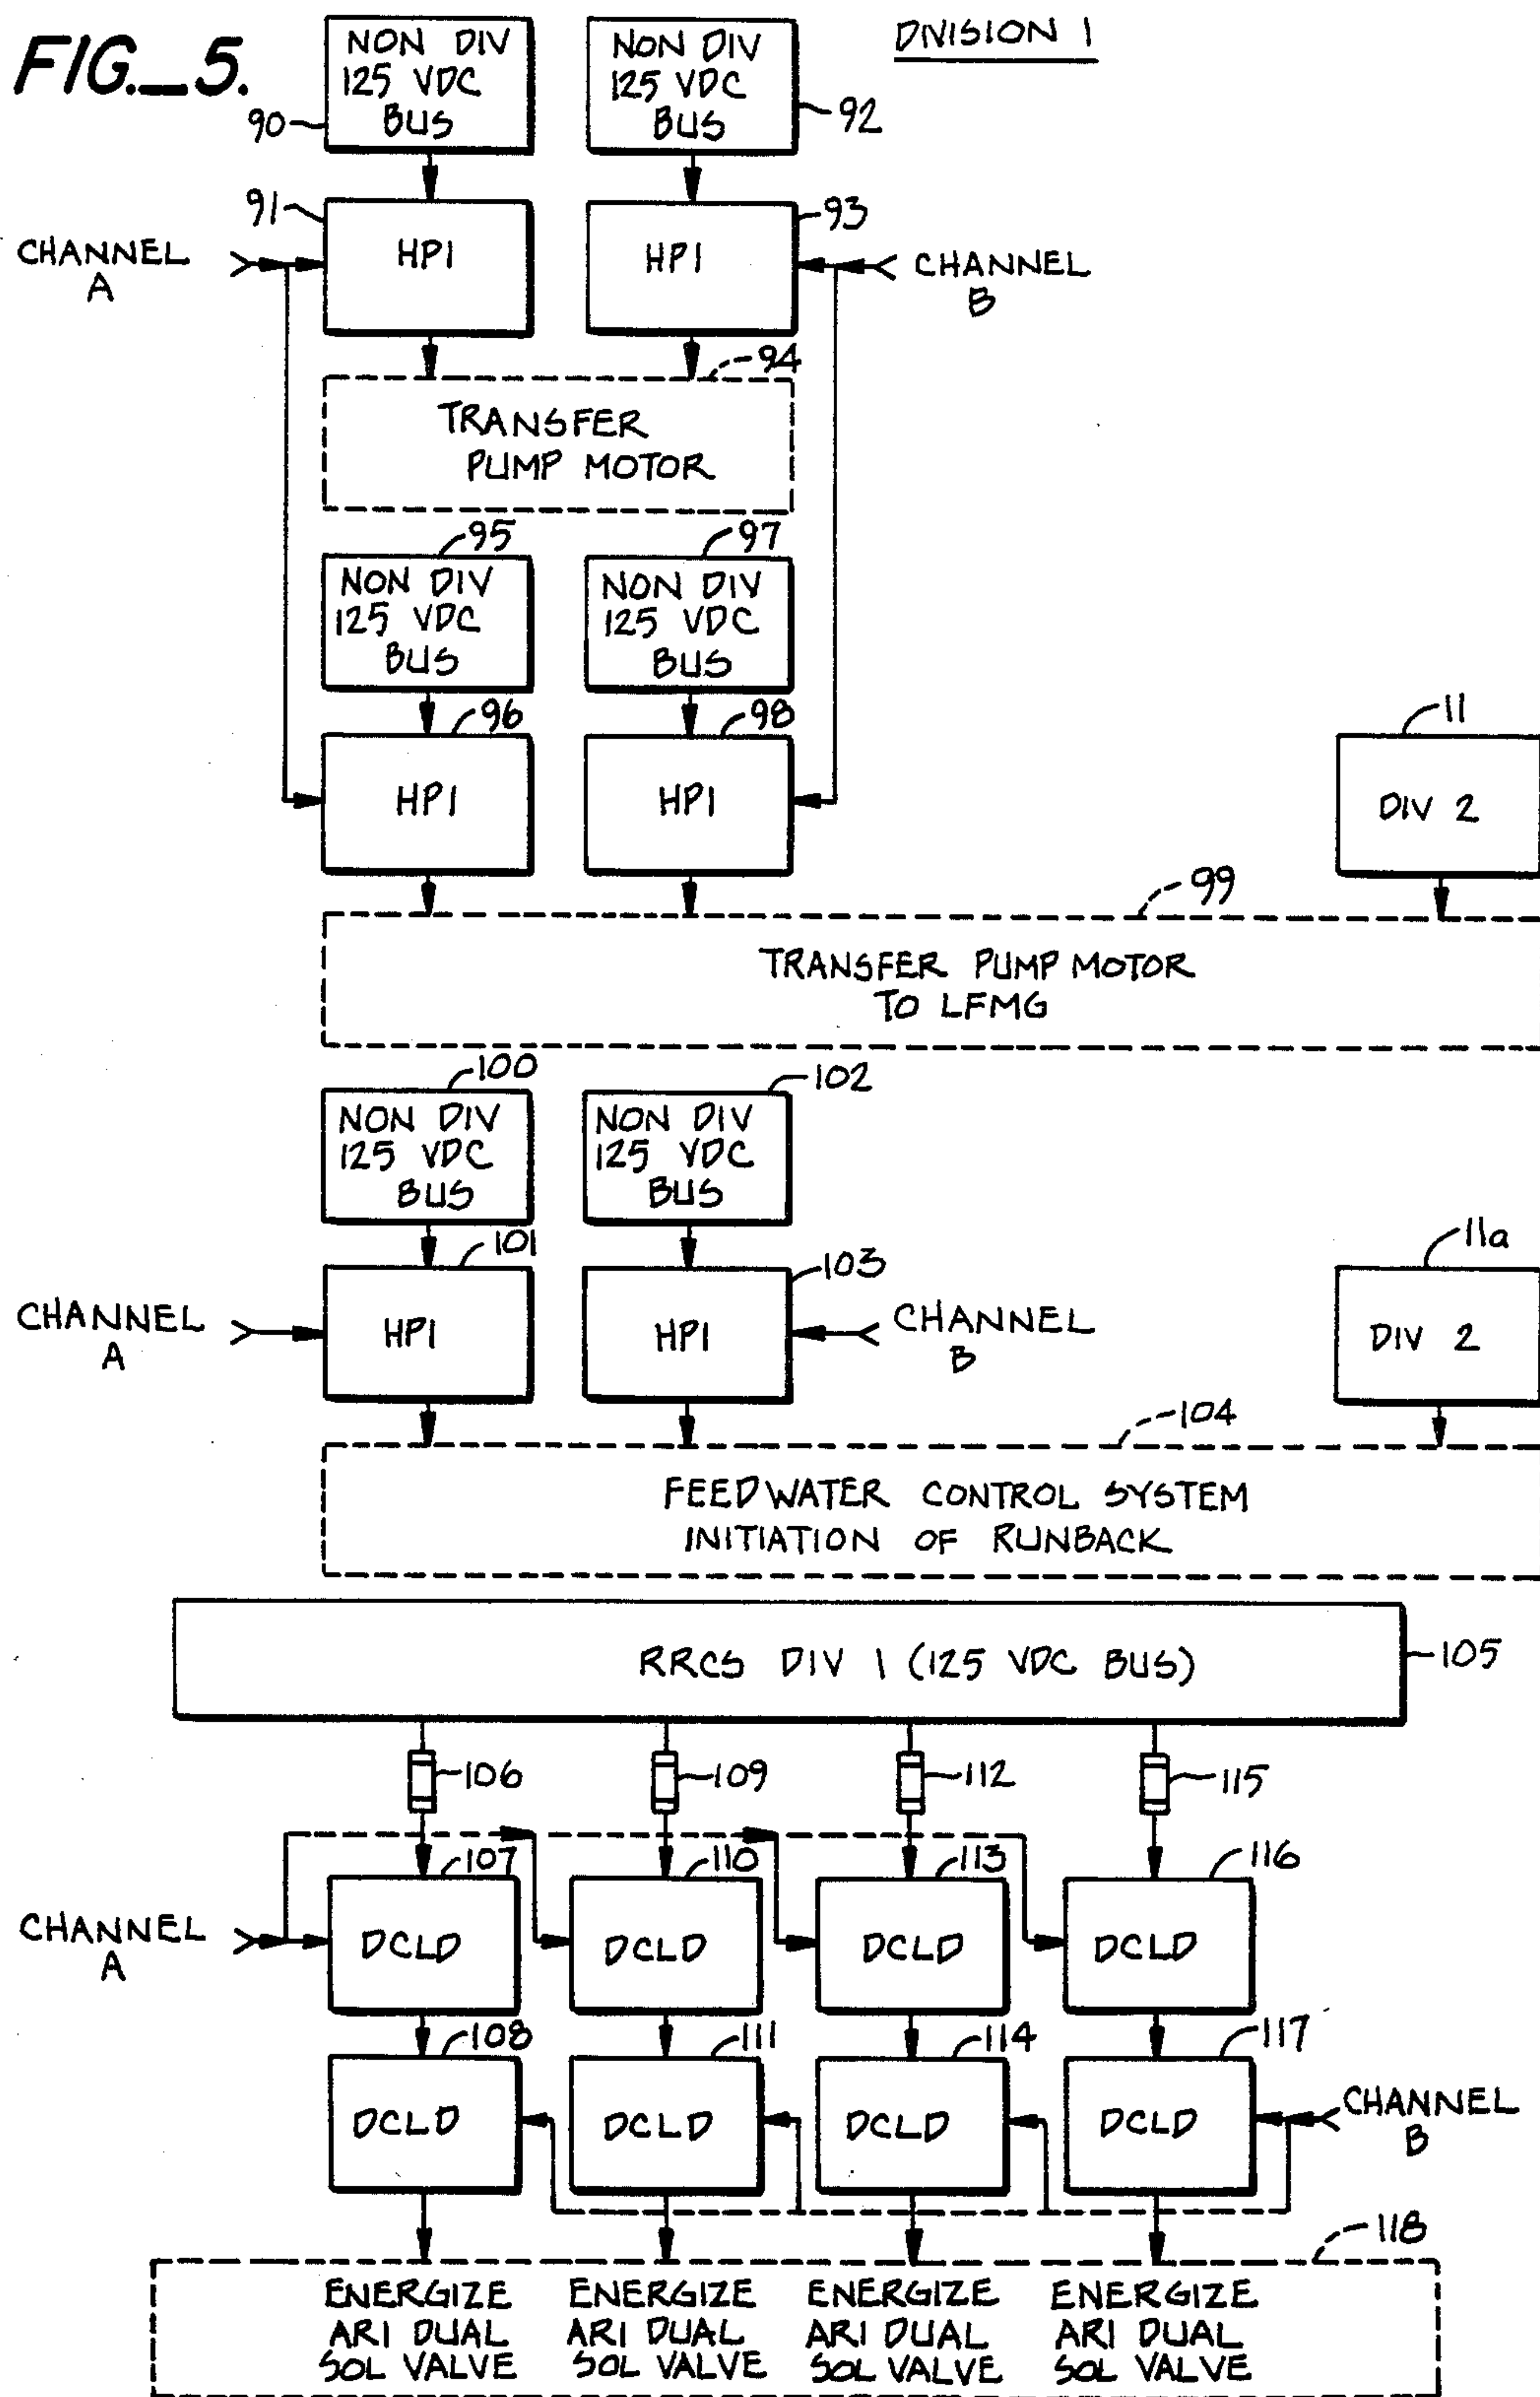 FIG._5.
DIVISION 1
NON DIV
125 VDC
BUS
90
NON DIV
125 VDC
BUS
92
91
HPI
HPI
93
CHANNEL
A
CHANNEL
B
94
TRANSFER
PUMP MOTOR
95
NON DIV
125 VDC
BUS
97
NON DIV
125 VDC
BUS
96
HPI
98
HPI
11
DIV 2
99
TRANSFER PUMP MOTOR
TO LFMG
100
NON DIV
125 VDC
BUS
102
NON DIV
125 VDC
BUS
101
HPI
103
HPI
CHANNEL
A
CHANNEL
B
11a
DIV 2
104
FEEDWATER CONTROL SYSTEM
INITIATION OF RUNBACK
RRCS DIV 1 (125 VDC BUS)
105
106
109
112
115
107
110
113
116
CHANNEL
A
DCLD
DCLD
DCLD
DCLD
108
111
114
117
DCLD
DCLD
DCLD
DCLD
CHANNEL
B
118
ENERGIZE
ARI DUAL
SOL VALVE
ENERGIZE
ARI DUAL
SOL VALVE
ENERGIZE
ARI DUAL
SOL VALVE
ENERGIZE
ARI DUAL
SOL VALVE